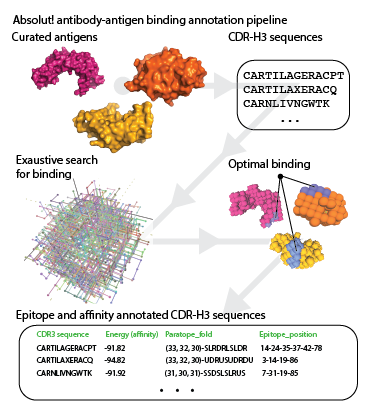 Absolut! antibody-antigen binding annotation pipeline
Curated antigens
CDR-H3 sequences
CARTILAGERACPT
CARTILAXERACQ
CARNLIVNGWTK
...
Exaustive search
for binding
Optimal binding
Epitope and affinity annotated CDR-H3 sequences
CDR3 sequence Energy (affinity) Paratope_fold Epitope_position
CARTILAGERACPT -91.82 (33, 32, 30)-SLRDRLSLDR 14-24-35-37-42-78
CARTILAXERACQ -94.82 (33, 32, 30)-UDRUSUDRDU 3-14-19-86
CARNLIVNGWTK -91.92 (31, 30, 31)-SSDSLSLRUS 7-31-19-85
...